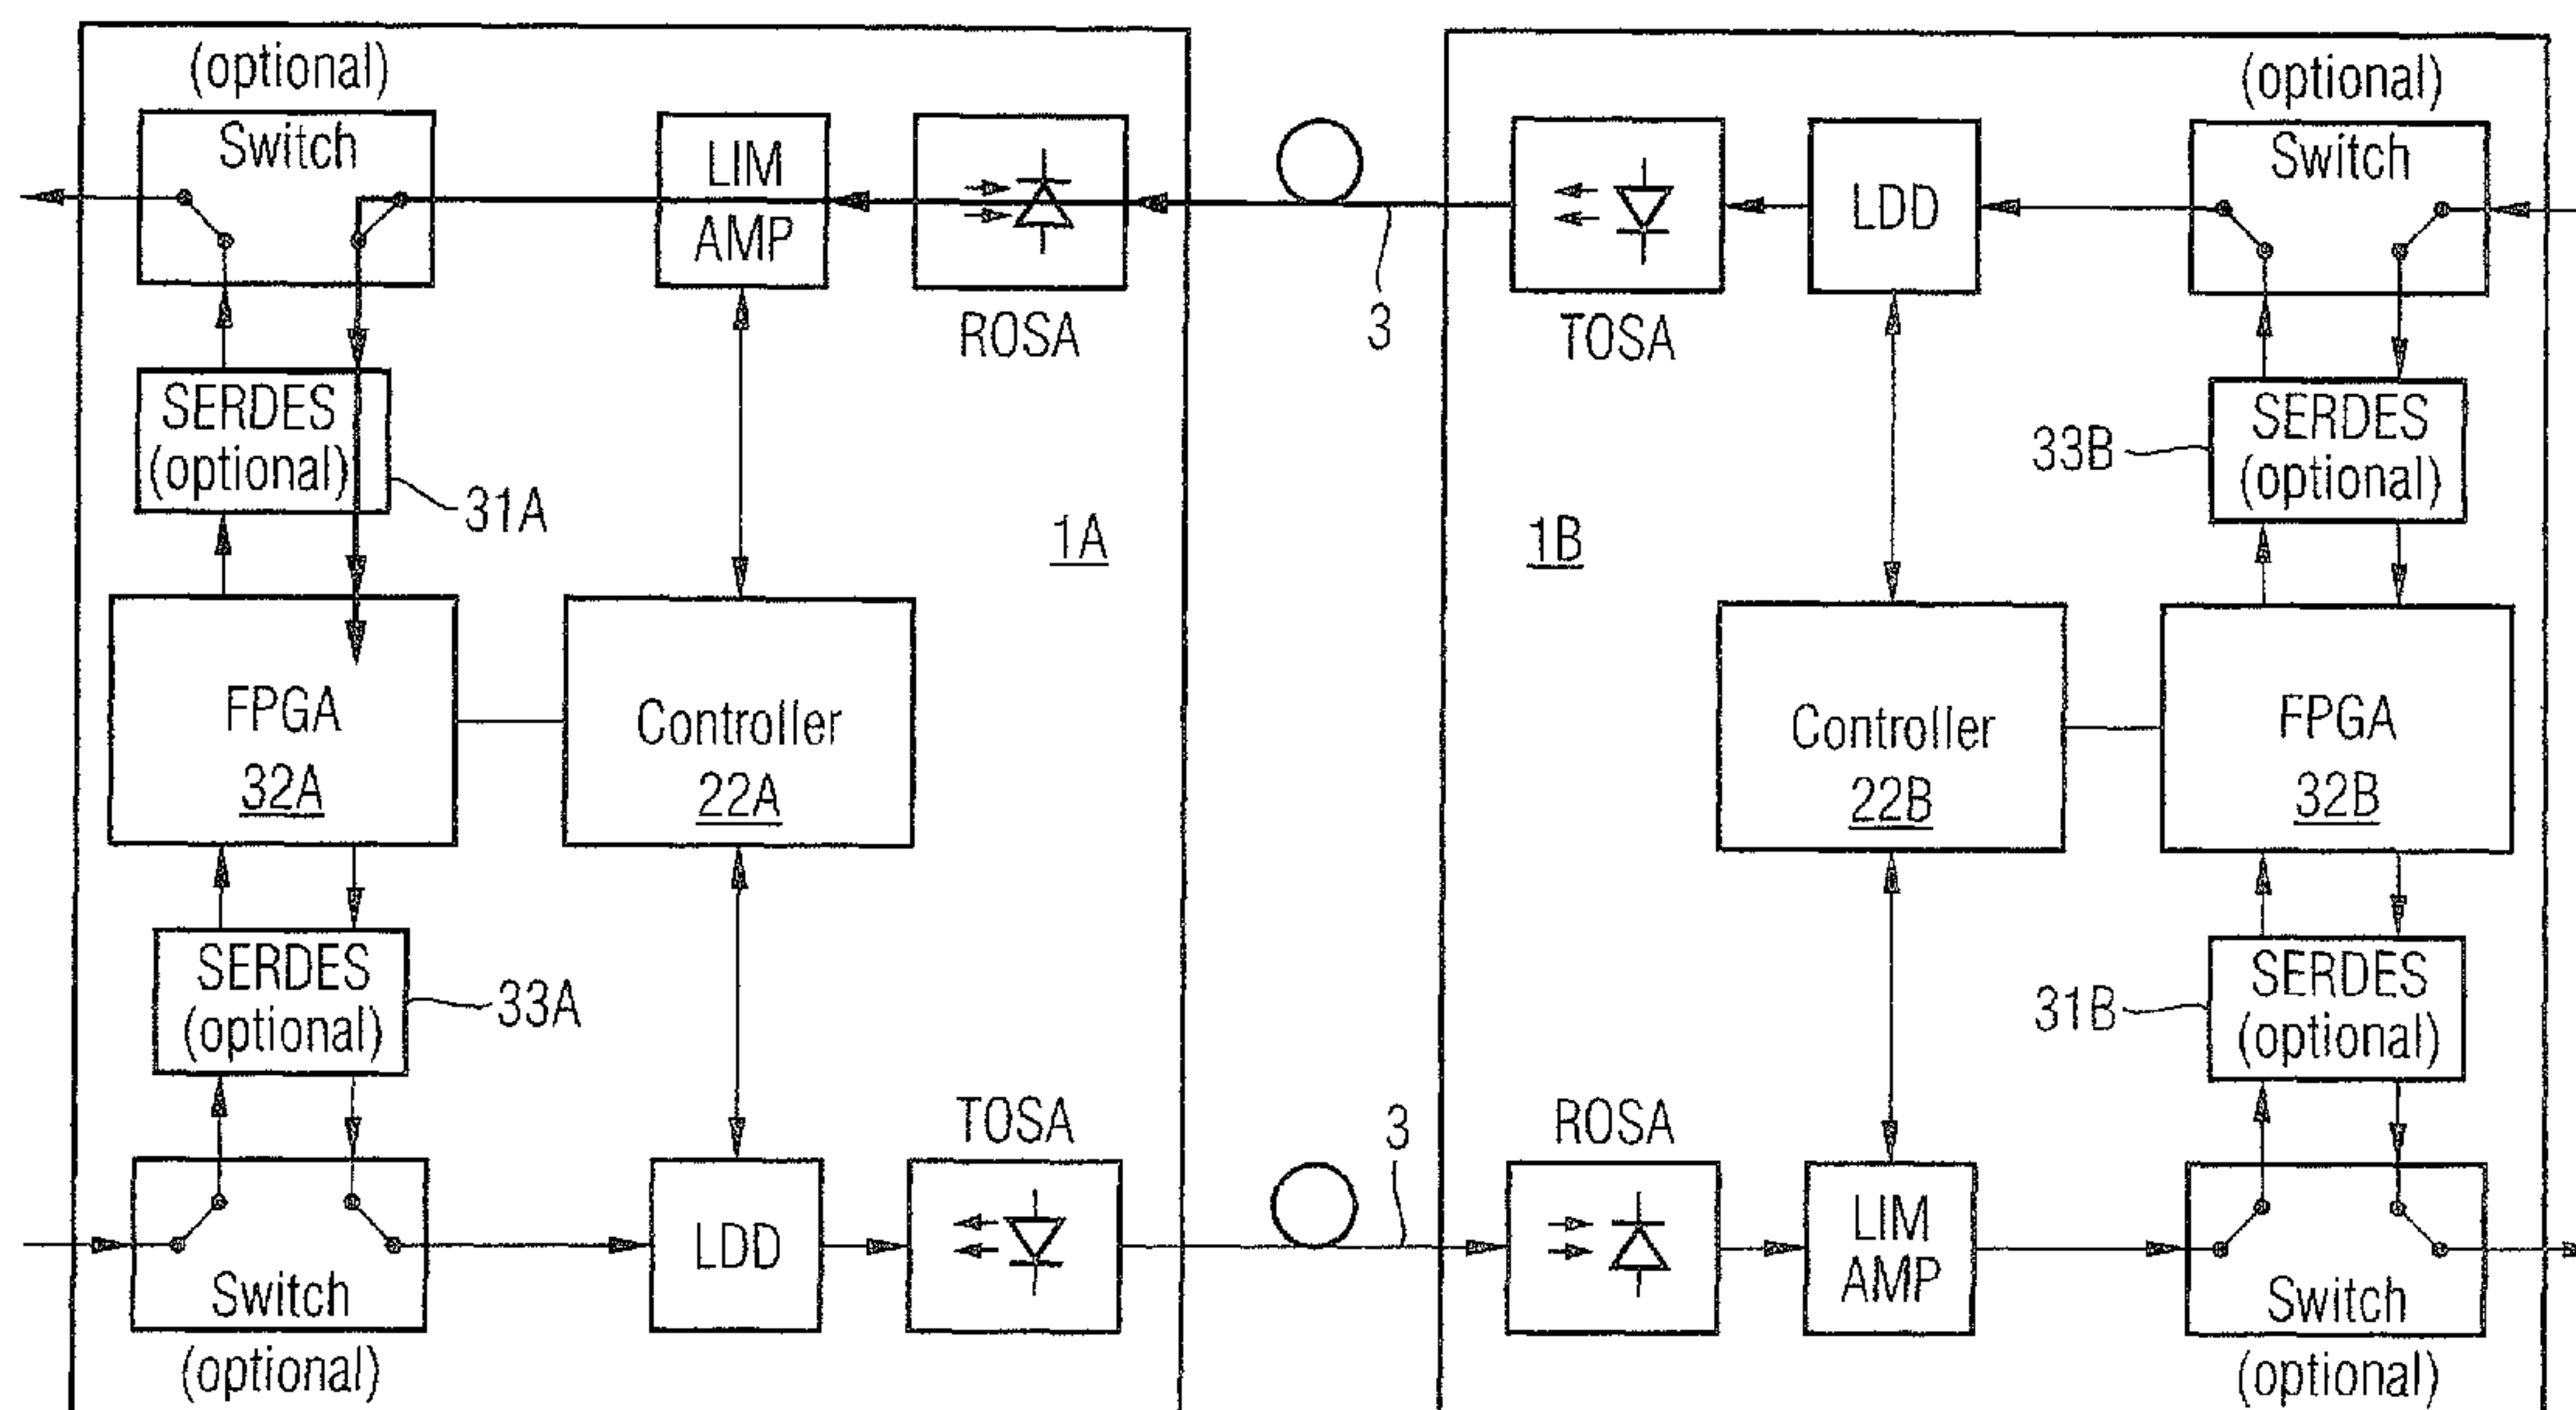 (optional)
Switch
LIM
AMP
ROSA
SERDES
(optional)
31A
1A
FPGA
32A
Controller
22A
SERDES
(optional)
33A
TOSA
LDD
Switch
(optional)
3
3
(optional)
Switch
LDD
TOSA
SERDES
(optional)
33B
1B
Controller
22B
FPGA
32B
SERDES
(optional)
31B
ROSA
LIM
AMP
Switch
(optional)